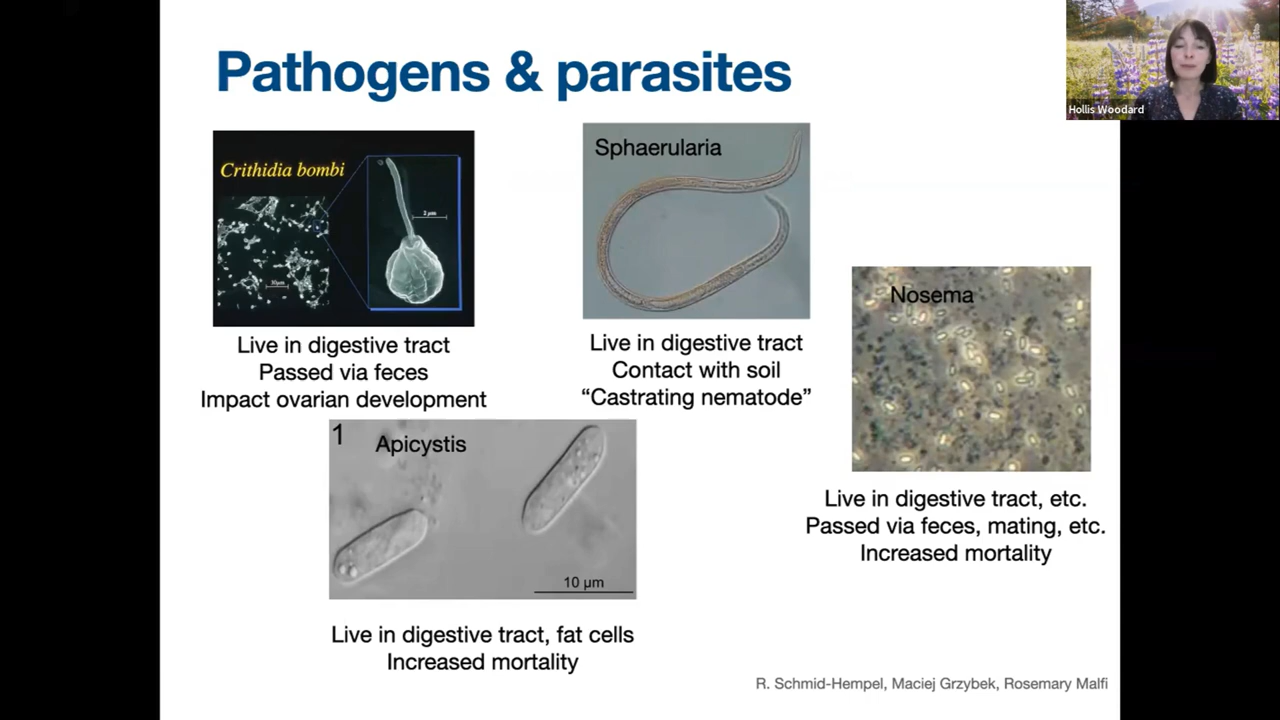 Pathogens & parasites
Hollis Woodard
Crithidia bombi
2 µm
10µm
Live in digestive tract
Passed via feces
Impact ovarian development
Sphaerularia
Live in digestive tract
Contact with soil
“Castrating nematode”
Nosema
Live in digestive tract, etc.
Passed via feces, mating, etc.
Increased mortality
1
Apicystis
10 µm
Live in digestive tract, fat cells
Increased mortality
R. Schmid-Hempel, Maciej Grzybek, Rosemary Malfi